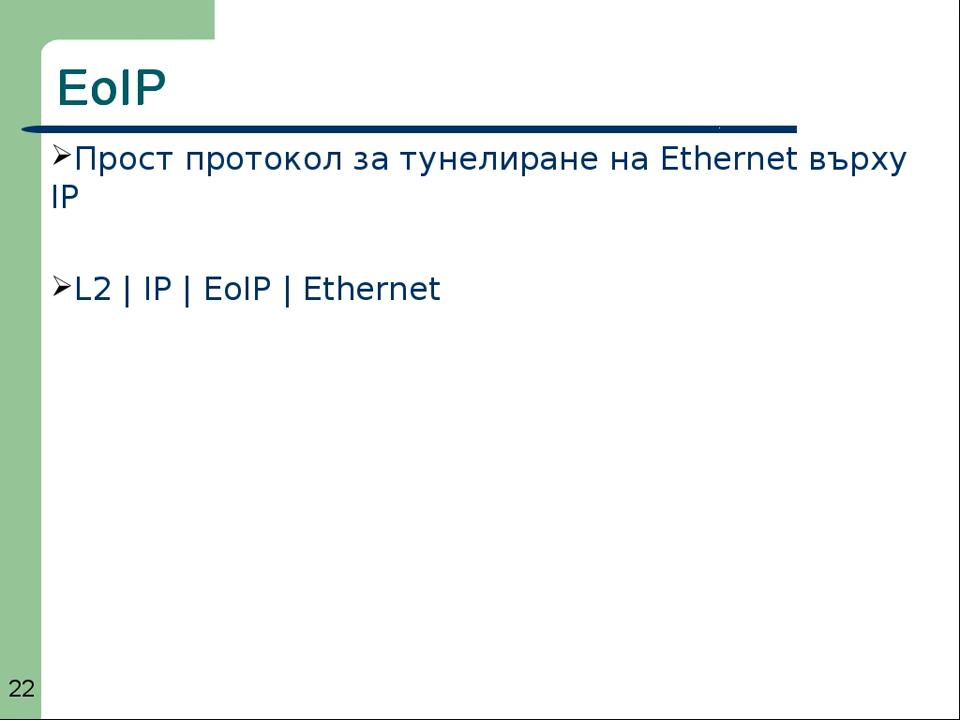 EoIP
➢Прост протокол за тунелиране на Ethernet върху
IP
➢L2 | IP | EoIP | Ethernet
22